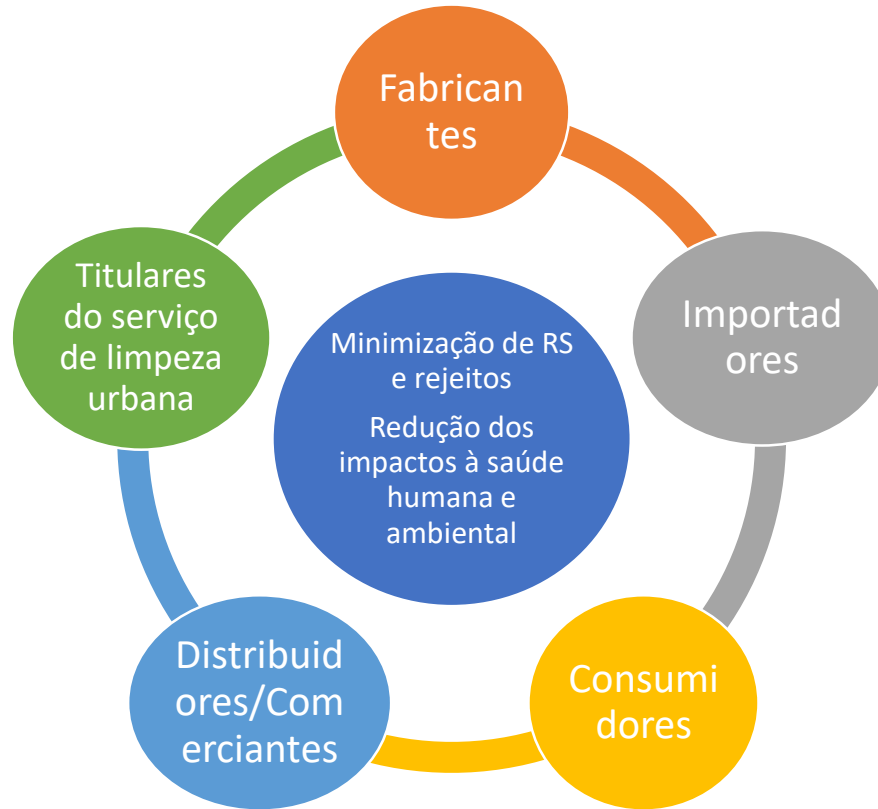 Fabrican
tes
Importad
ores
Consumi
dores
Distribuid
ores/Com
erciantes
Titulares
do serviço
de limpeza
urbana
Minimização de RS
e rejeitos
Redução dos
impactos à saúde
humana e
ambiental